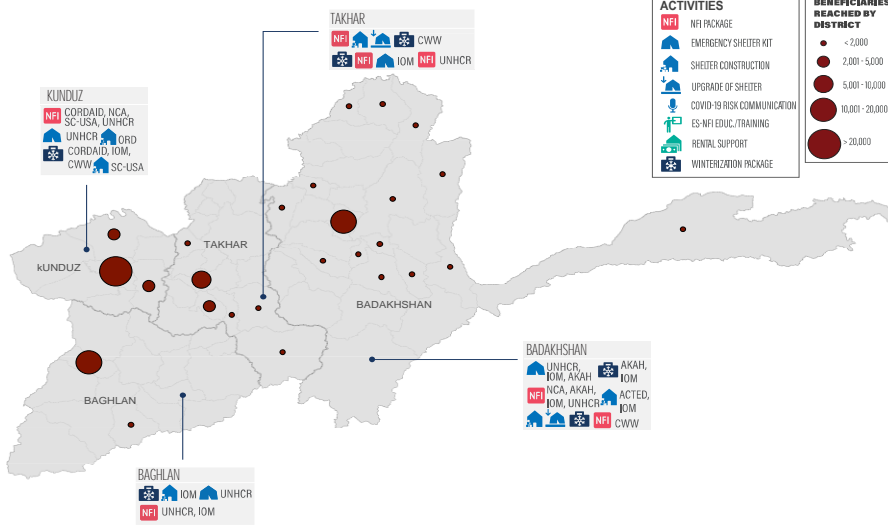 ACTIVITIES
NFI NFI PACKAGE
EMERGENCY SHELTER KIT
SHELTER CONSTRUCTION
UPGRADE OF SHELTER
COVID-19 RISK COMMUNICATION
ES-NFI EDUC./TRAINING
RENTAL SUPPORT
WINTERIZATION PACKAGE
BENEFICIARIES
REACHED BY
DISTRICT
< 2,000
2,001 - 5,000
5,001 - 10,000
10,001 - 20,000
> 20,000
TAKHAR
NFI CWW
NFI IOM NFI UNHCR
KUNDUZ
NFI CORDAID, NCA,
SC-USA, UNHCR
UNHCR ORD
CORDAID, IOM,
CWW SC-USA
kUNDUZ
TAKHAR
BADAKHSHAN
BAGHLAN
BADAKHSHAN
UNHCR,
IOM, AKAH
AKAH,
IOM
NFI NCA, AKAH,
IOM, UNHCR
ACTED,
IOM
NFI CWW
BAGHLAN
IOM UNHCR
NFI UNHCR, IOM